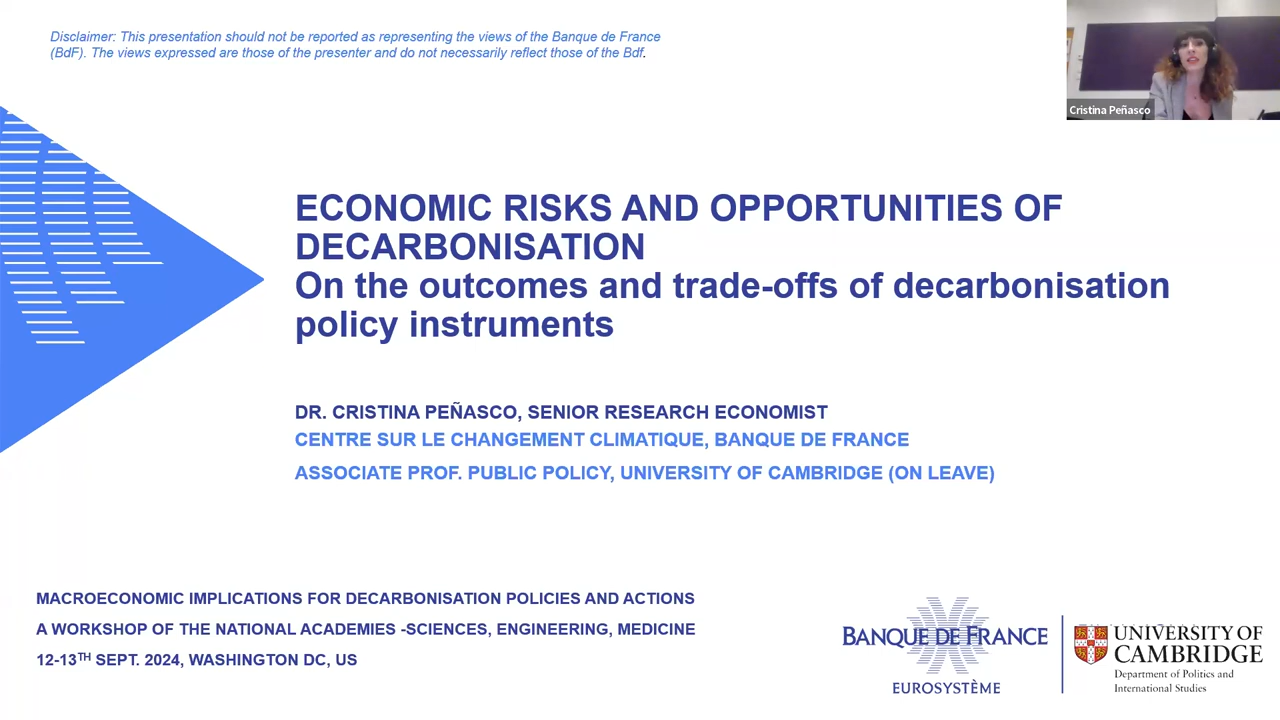 Disclaimer: This presentation should not be reported as representing the views of the Banque de France
(BdF). The views expressed are those of the presenter and do not necessarily reflect those of the Bdf.
Cristina Peñasco
ECONOMIC RISKS AND OPPORTUNITIES OF
DECARBONISATION
On the outcomes and trade-offs of decarbonisation
policy instruments
DR. CRISTINA PEÑASCO, SENIOR RESEARCH ECONOMIST
CENTRE SUR LE CHANGEMENT CLIMATIQUE, BANQUE DE FRANCE
ASSOCIATE PROF. PUBLIC POLICY, UNIVERSITY OF CAMBRIDGE (ON LEAVE)
MACROECONOMIC IMPLICATIONS FOR DECARBONISATION POLICIES AND ACTIONS
A WORKSHOP OF THE NATIONAL ACADEMIES -SCIENCES, ENGINEERING, MEDICINE
12-13TH SEPT. 2024, WASHINGTON DC, US
BANQUE DE FRANCE
EUROSYSTÈME
UNIVERSITY OF
CAMBRIDGE
Department of Politics and
International Studies